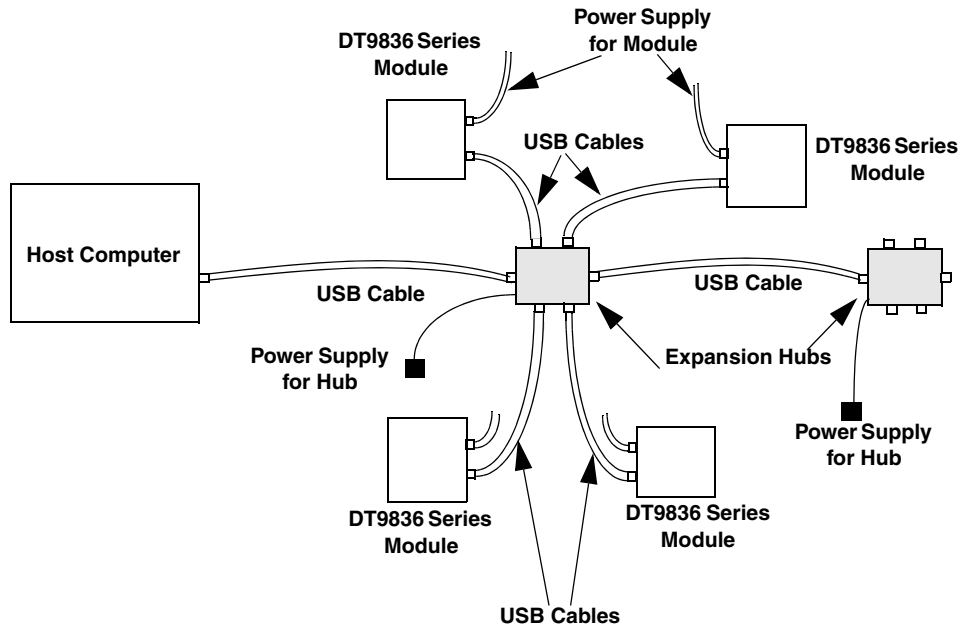 Power Supply
for Module
DT9836 Series
Module
USB Cables
DT9836 Series
Module
Host Computer
USB Cable
USB Cable
Power Supply
for Hub
Expansion Hubs
Power Supply
for Hub
DT9836 Series
Module
DT9836 Series
Module
USB Cables